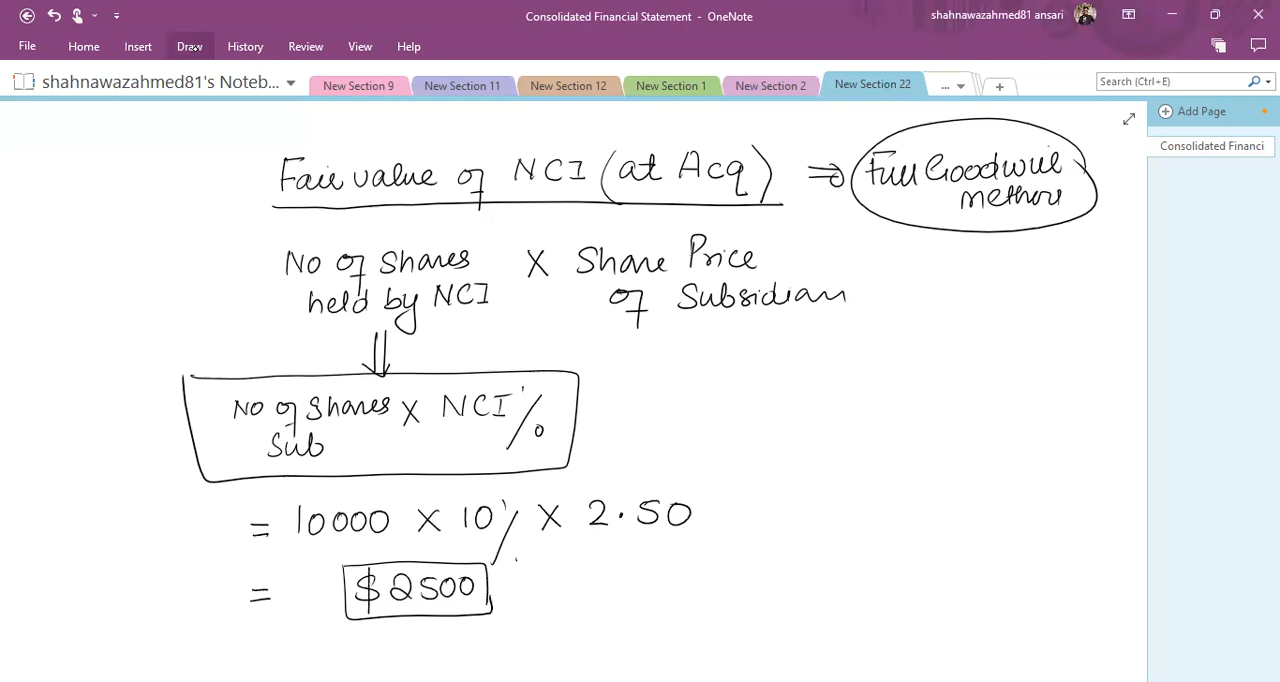 Consolidated Financial Statement - OneNote
shahnawazahmed81 ansari
File Home Insert Draw History Review View Help
shahnawazahmed81's Noteb...
New Section 9 New Section 11 New Section 12 New Section 1 New Section 2 New Section 22 ...
Search (Ctrl+E)
Add Page
Consolidated Financi
Fair value of NCI (at Acq) ⇒ Full Goodwill
method
No of shares X Share Price
held by NCI of Subsidiary
No of Shares X NCI %
Sub
= 10000 X 10% X 2.50
= $2500